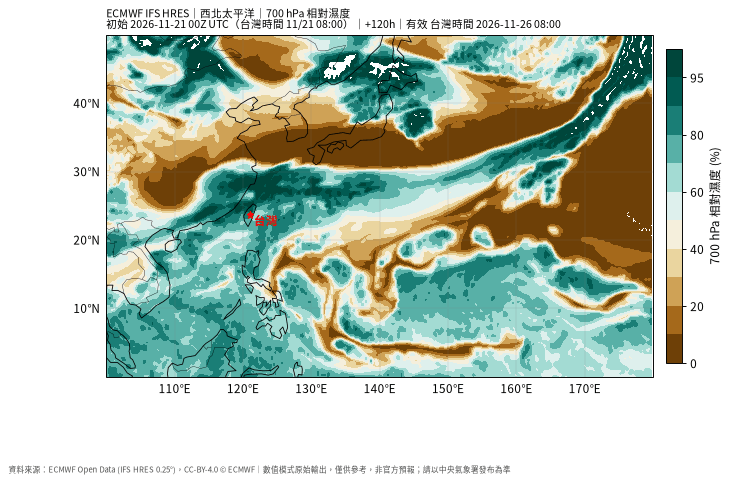 ECMWF IFS HRES｜西北太平洋｜700 hPa 相對濕度
初始 2026-11-21 00Z UTC（台灣時間 11/21 08:00）｜+120h｜有效 台灣時間 2026-11-26 08:00
40°N
30°N
20°N
10°N
台灣
110°E 120°E 130°E 140°E 150°E 160°E 170°E
95
80
60
40
20
0
700 hPa 相對濕度 (%)
資料來源：ECMWF Open Data (IFS HRES 0.25°)，CC-BY-4.0 © ECMWF｜數值模式原始輸出，僅供參考，非官方預報；請以中央氣象署發布為準